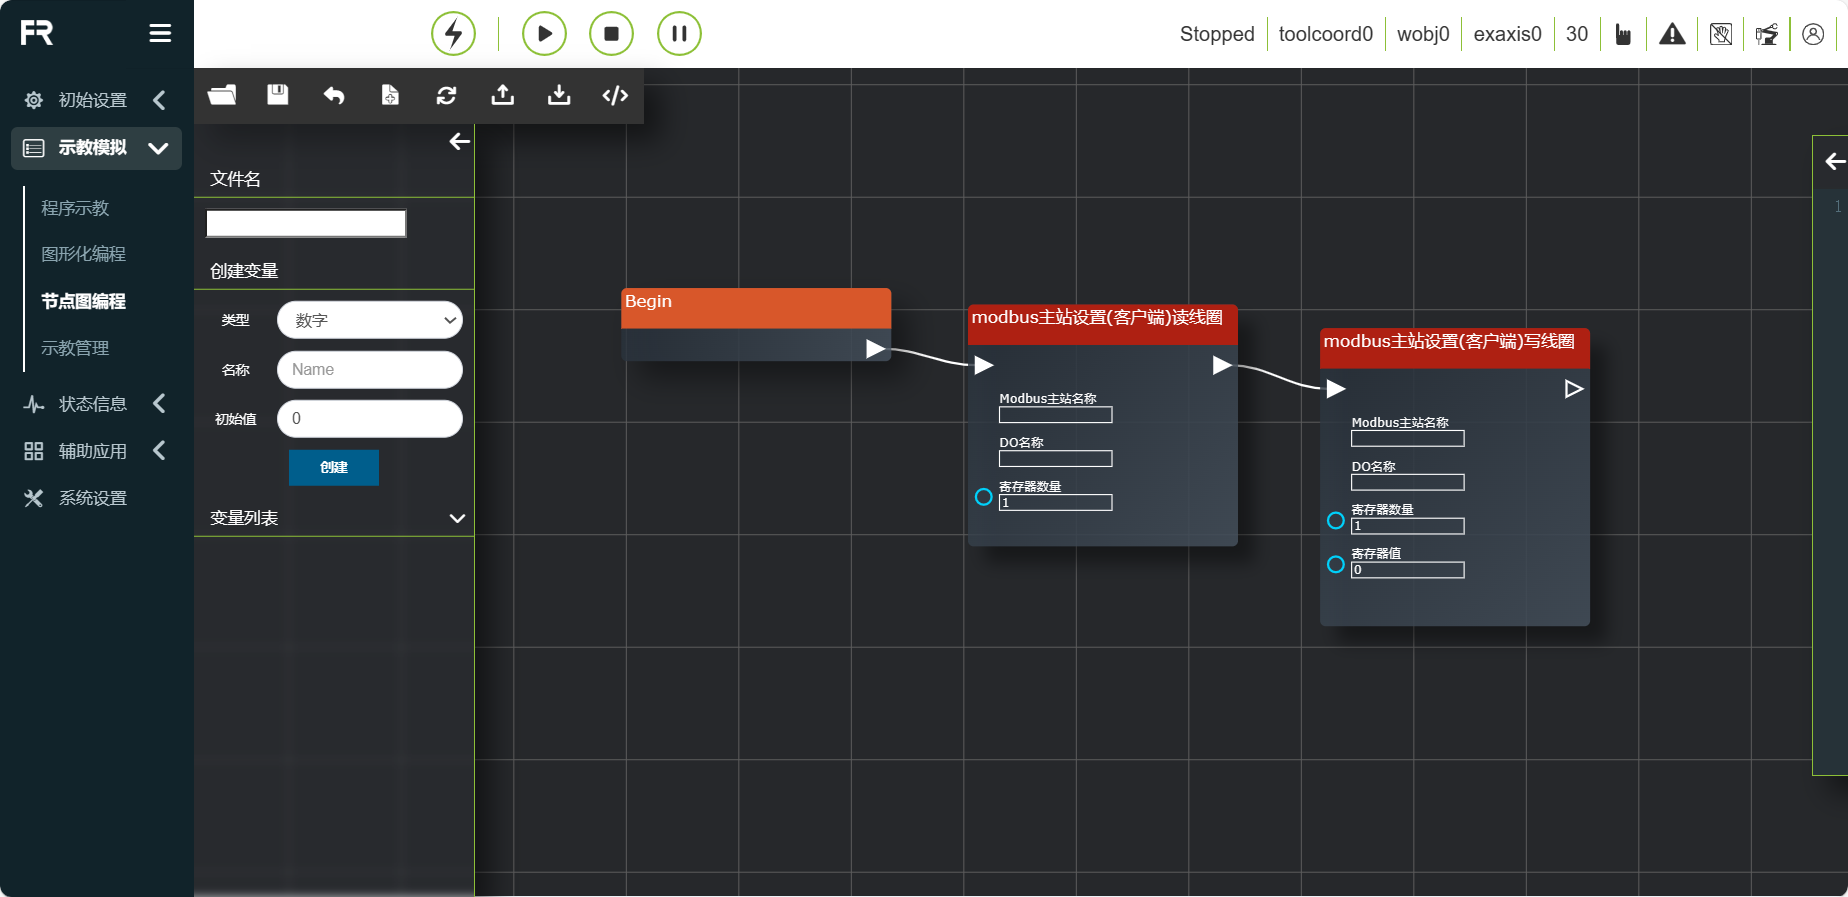 FR
Stopped
toolcoord0
wobj0
exaxis0
30
初始设置
示教模拟
程序示教
图形化编程
节点图编程
示教管理
状态信息
辅助应用
系统设置
文件名
创建变量
类型
数字
名称
Name
初始值
0
创建
变量列表
Begin
modbus主站设置(客户端)读线圈
Modbus主站名称
DO名称
寄存器数量
1
modbus主站设置(客户端)写线圈
Modbus主站名称
DO名称
寄存器数量
1
寄存器值
0
1